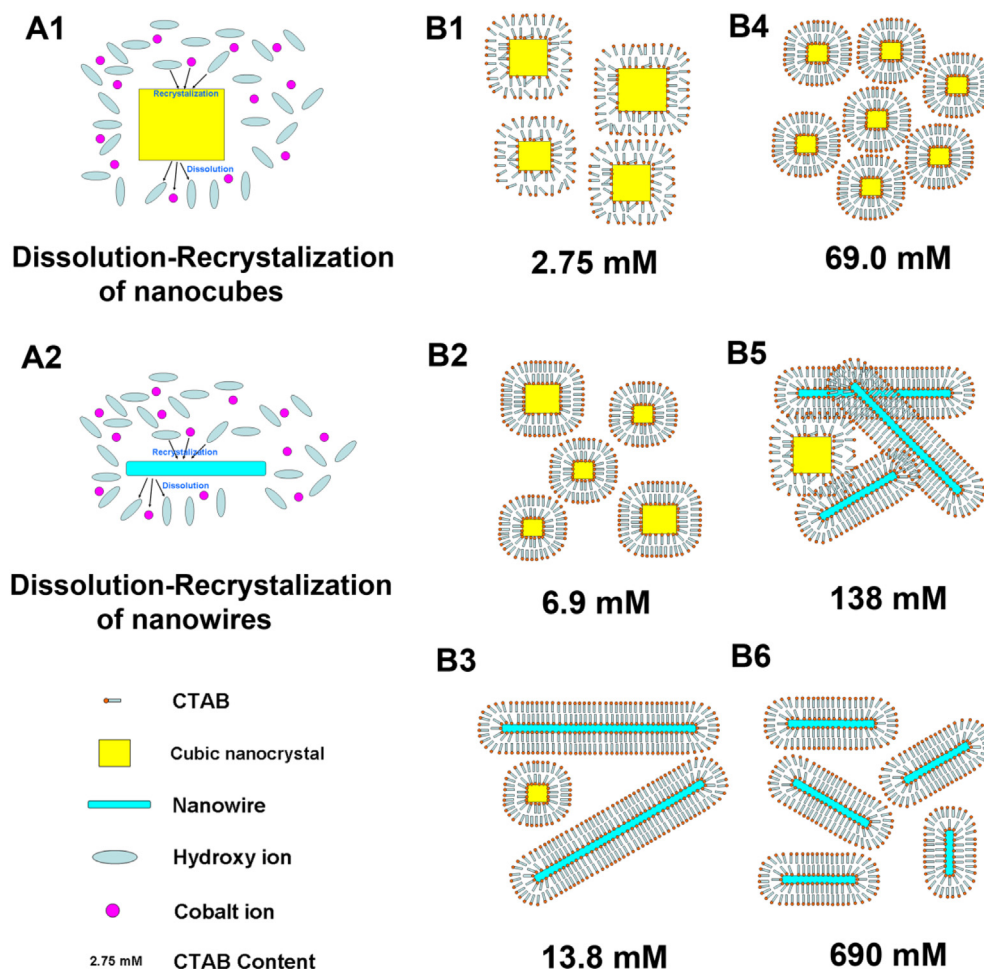 A1
Recrystalization
Dissolution
Dissolution-Recrystalization
of nanocubes
A2
Recrystalization
Dissolution
Dissolution-Recrystalization
of nanowires
CTAB
Cubic nanocrystal
Nanowire
Hydroxy ion
Cobalt ion
2.75 mM CTAB Content
B1
2.75 mM
B4
69.0 mM
B2
6.9 mM
B5
138 mM
B3
13.8 mM
B6
690 mM